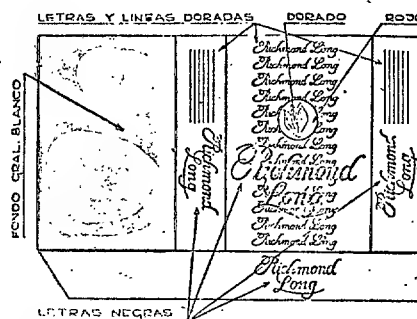 LETRAS Y LINEAS DORADAS DORADO
FONDO GRAL. BLANCO
Richmond Long
Richmond Long
Richmond Long
Richmond Long
Richmond
Long
Richmond
Long
Richmond
Long
Richmond Long
Richmond Long
Richmond
Long
LETRAS NEGRAS